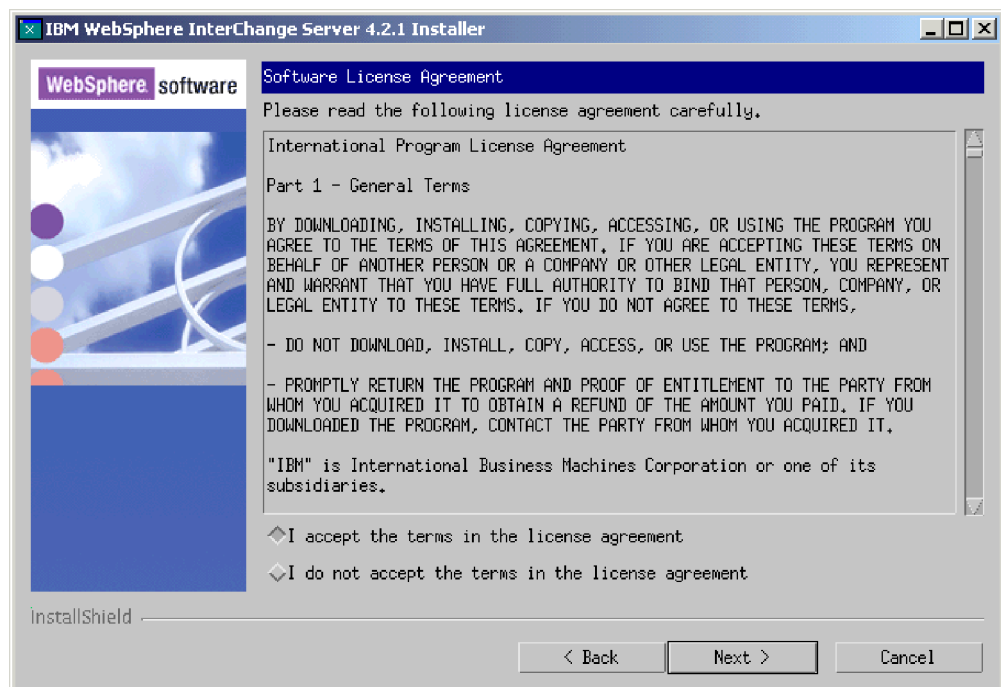 IBM WebSphere InterChange Server 4.2.1 Installer
WebSphere software
Software License Agreement
Please read the following license agreement carefully.
International Program License Agreement
Part 1 - General Terms
BY DOWNLOADING, INSTALLING, COPYING, ACCESSING, OR USING THE PROGRAM YOU
AGREE TO THE TERMS OF THIS AGREEMENT. IF YOU ARE ACCEPTING THESE TERMS ON
BEHALF OF ANOTHER PERSON OR A COMPANY OR OTHER LEGAL ENTITY, YOU REPRESENT
AND WARRANT THAT YOU HAVE FULL AUTHORITY TO BIND THAT PERSON, COMPANY, OR
LEGAL ENTITY TO THESE TERMS. IF YOU DO NOT AGREE TO THESE TERMS,
- DO NOT DOWNLOAD, INSTALL, COPY, ACCESS, OR USE THE PROGRAM; AND
- PROMPTLY RETURN THE PROGRAM AND PROOF OF ENTITLEMENT TO THE PARTY FROM
WHOM YOU ACQUIRED IT TO OBTAIN A REFUND OF THE AMOUNT YOU PAID. IF YOU
DOWNLOADED THE PROGRAM, CONTACT THE PARTY FROM WHOM YOU ACQUIRED IT.
"IBM" is International Business Machines Corporation or one of its
subsidiaries.
I accept the terms in the license agreement
I do not accept the terms in the license agreement
InstallShield
< Back Next > Cancel